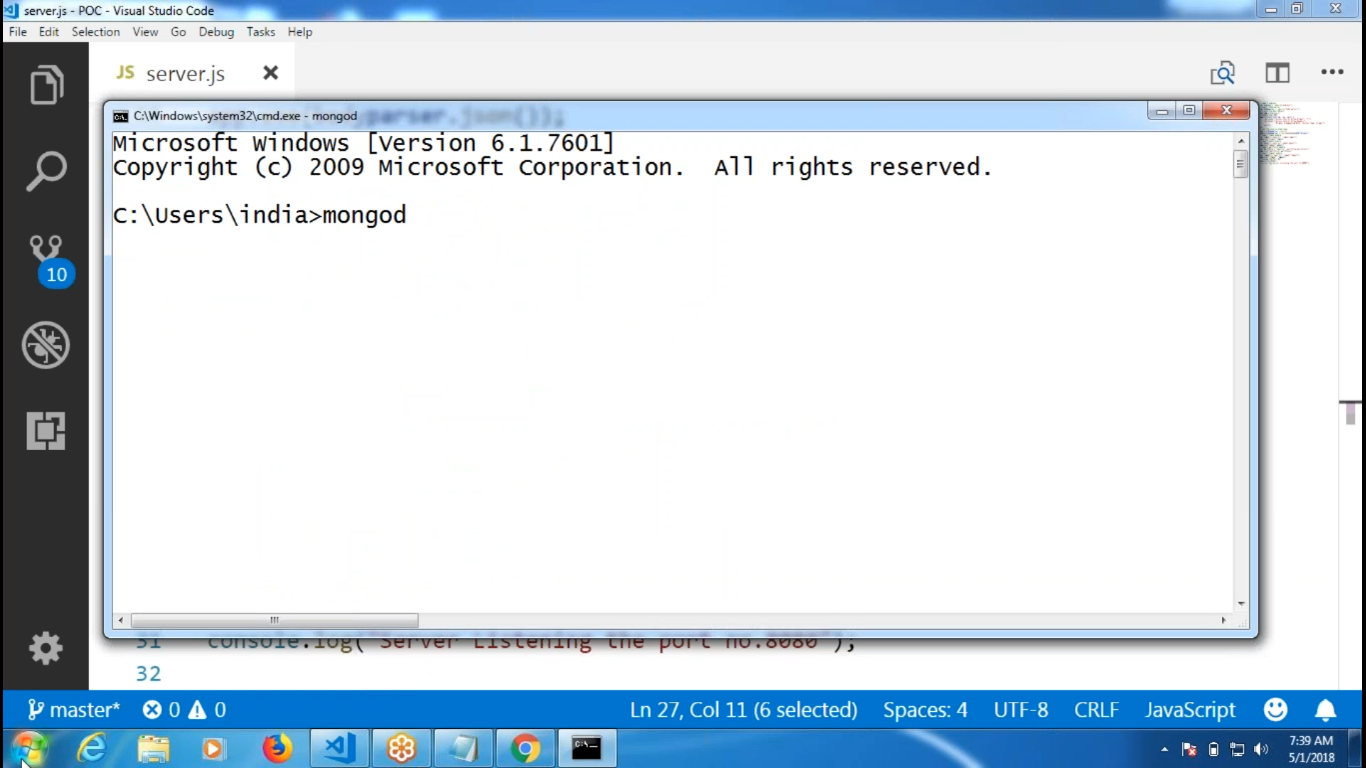 server.js - POC - Visual Studio Code
File Edit Selection View Go Debug Tasks Help
JS server.js
C:\Windows\system32\cmd.exe - mongod
Microsoft Windows [Version 6.1.7601]
Copyright (c) 2009 Microsoft Corporation. All rights reserved.
C:\Users\india>mongod
10
31 console.log("Server Listening the port no.8080");
32
master* 0 0 Ln 27, Col 11 (6 selected) Spaces: 4 UTF-8 CRLF JavaScript
7:39 AM
5/1/2018